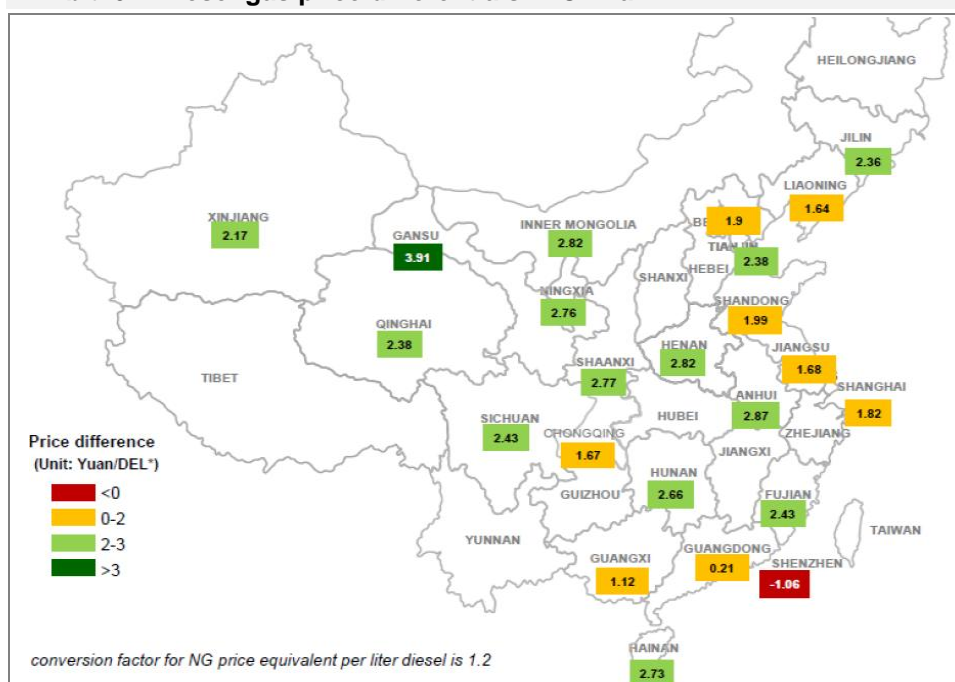 HEILONGJIANG
JILIN
2.36
LIAONING
1.64
1.9
TIANJIN
2.38
HEBEI
SHANXI
INNER MONGOLIA
2.82
XINJIANG
2.17
GANSU
3.91
NINGXIA
2.76
SHANDONG
1.99
QINGHAI
2.38
HENAN
2.82
JIANGSU
1.68
SHAANXI
2.77
TIBET
SHANGHAI
1.82
ANHUI
2.87
HUBEI
SICHUAN
2.43
CHONGQING
1.67
ZHEJIANG
JIANGXI
HUNAN
2.66
GUIZHOU
FUJIAN
2.43
TAIWAN
YUNNAN
GUANGXI
1.12
GUANGDONG
0.21
SHENZHEN
-1.06
HAINAN
2.73
Price difference
(Unit: Yuan/DEL*)
<0
0-2
2-3
>3
conversion factor for NG price equivalent per liter diesel is 1.2